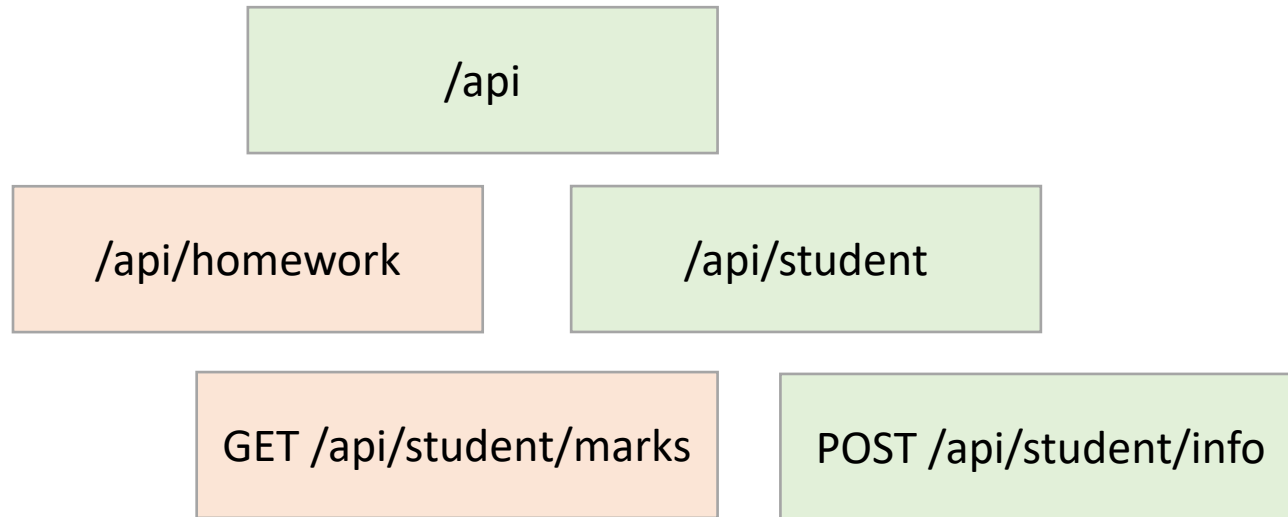 /api
/api/homework
/api/student
GET /api/student/marks
POST /api/student/info